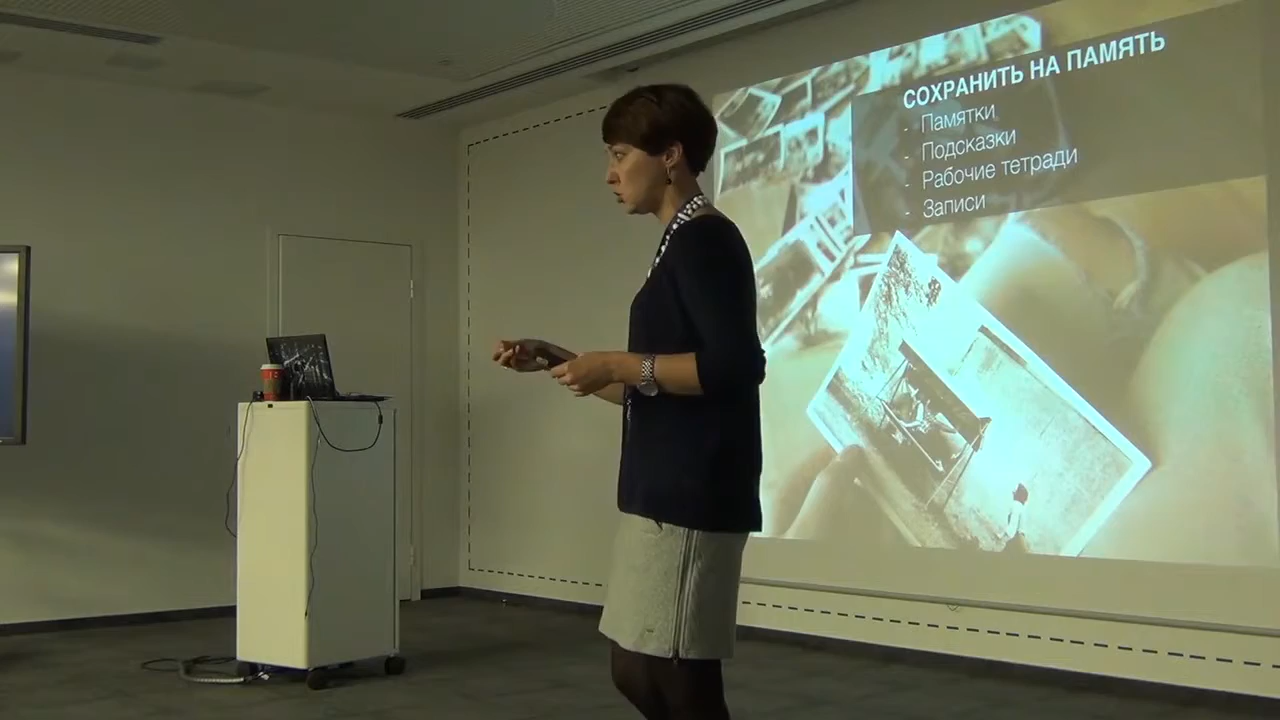 СОХРАНИТЬ НА ПАМЯТЬ
- Памятки
- Подсказки
- Рабочие тетради
- Записи